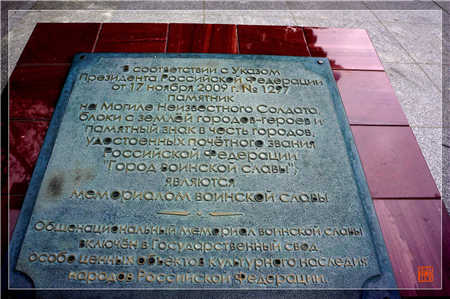 В соответствии с Указом
Президента Российской Федерации
от 17 ноября 2009 г. № 1297
памятник
на Могиле Неизвестного Солдата,
блоки с землёй городов-героев и
памятный знак в честь городов,
удостоенных почётного звания
Российской Федерации
"Город воинской славы",
являются
мемориалом воинской славы
Общенациональный мемориал воинской славы
включён в Государственный свод
особо ценных объектов культурного наследия
народов Российской Федерации.